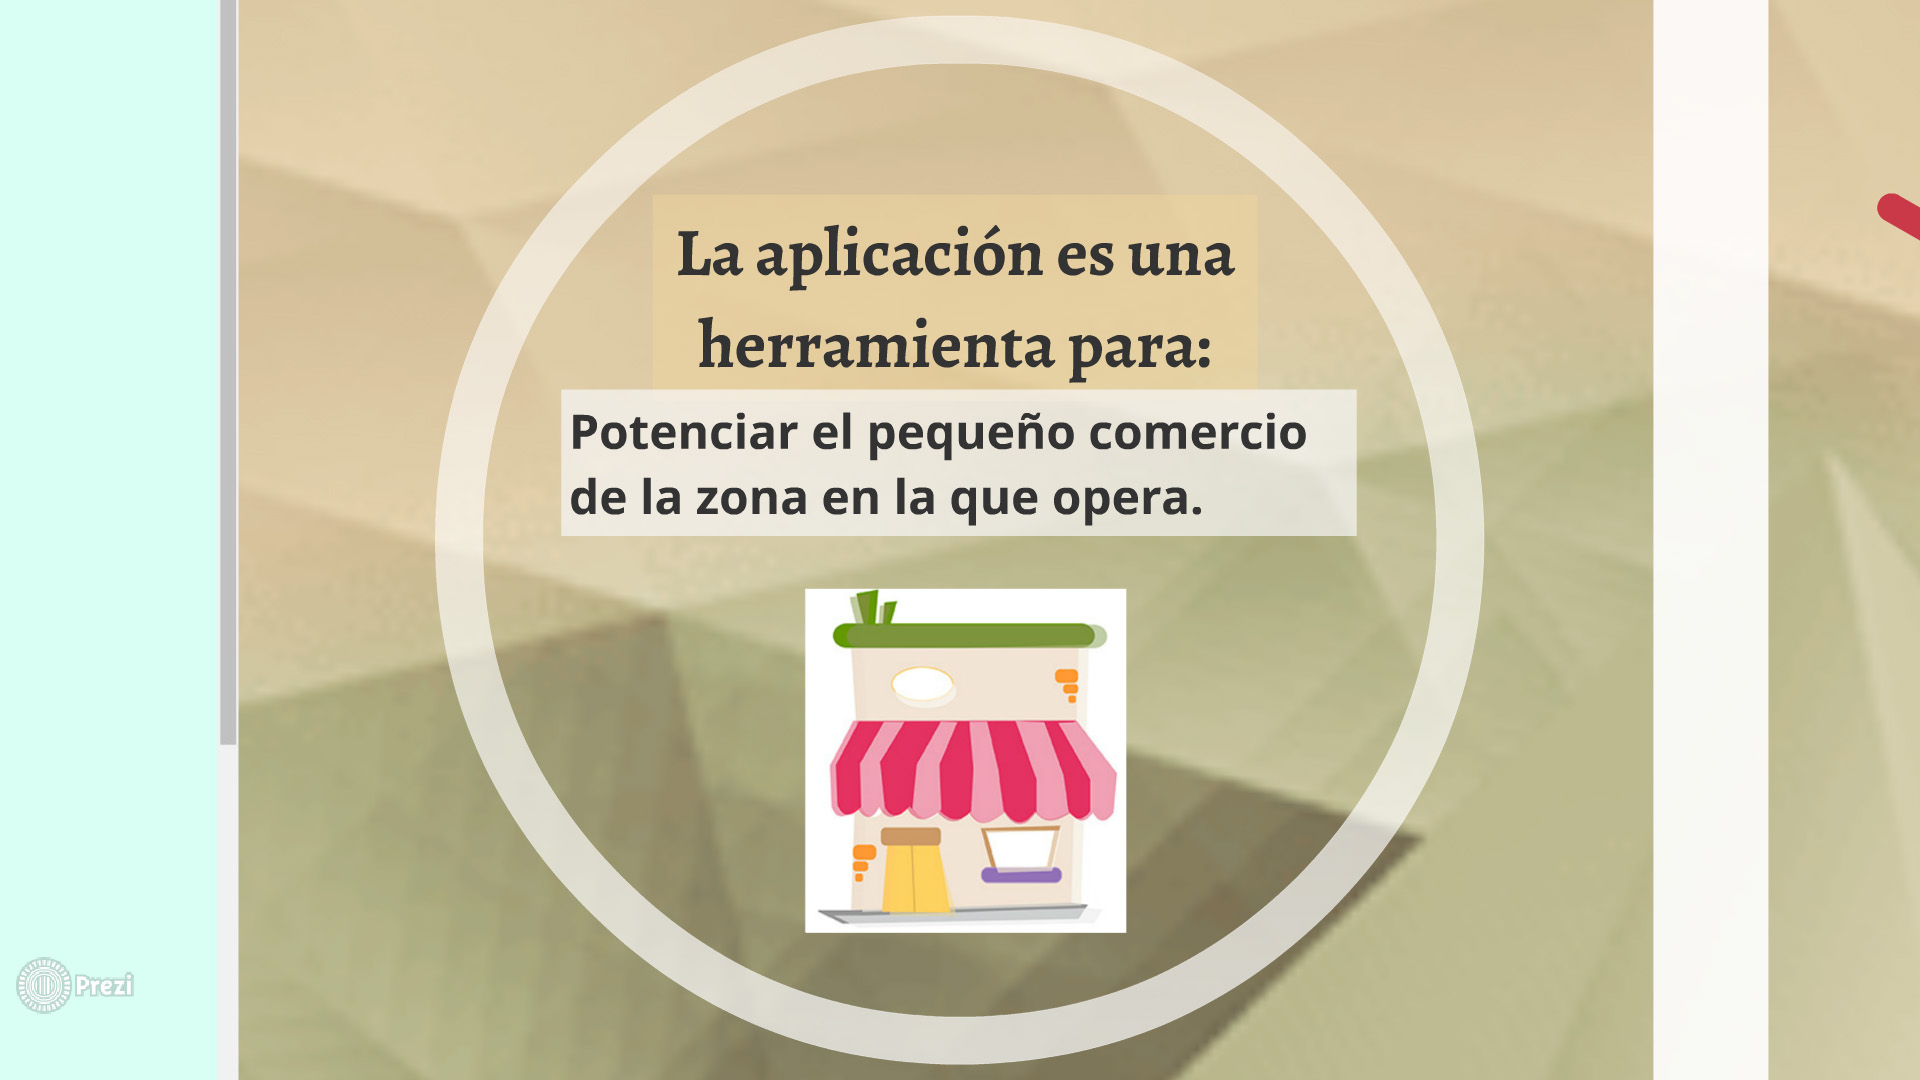 La aplicación es una
herramienta para:
Potenciar el pequeño comercio
de la zona en la que opera.
Prezi